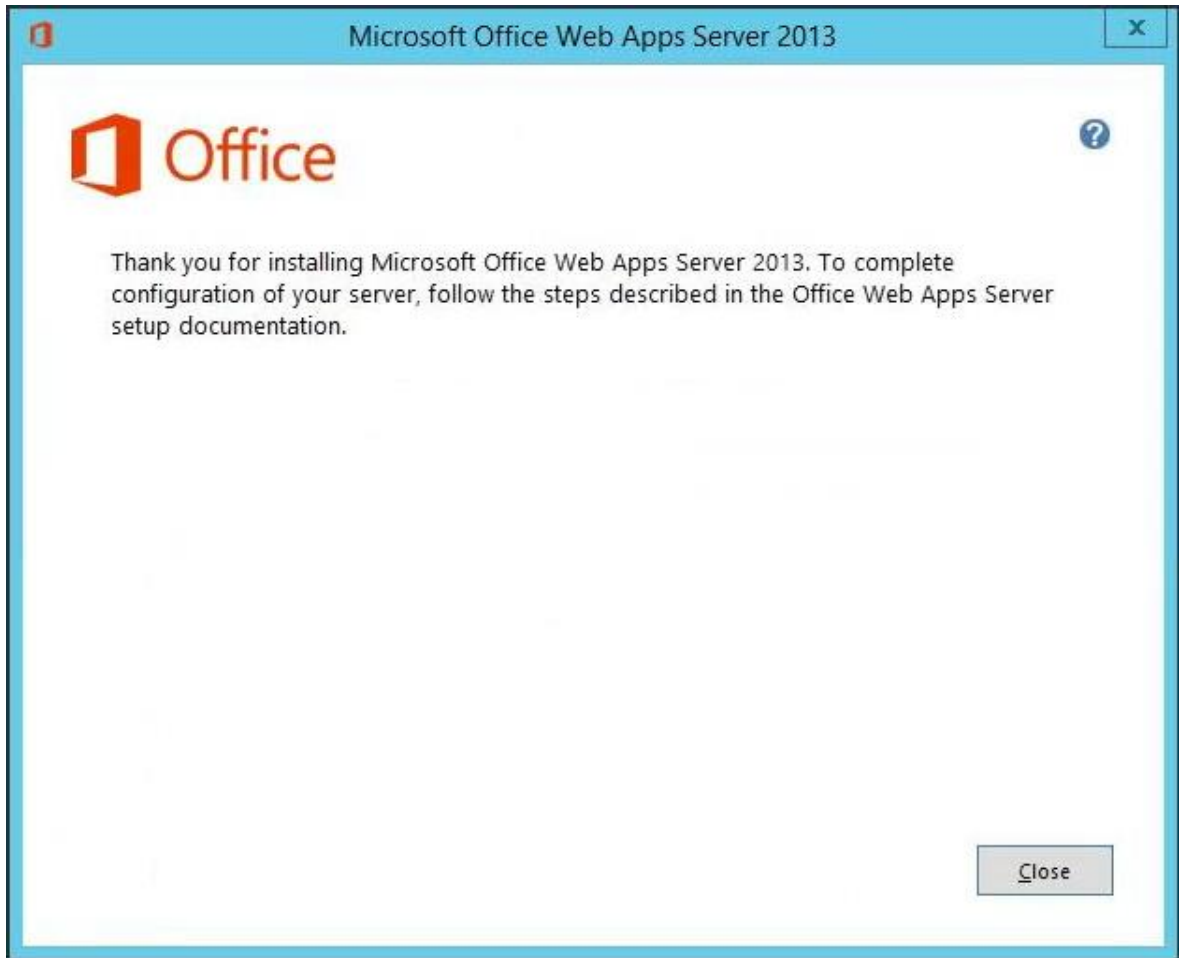 Microsoft Office Web Apps Server 2013
x
Office
?
Thank you for installing Microsoft Office Web Apps Server 2013. To complete
configuration of your server, follow the steps described in the Office Web Apps Server
setup documentation.
Close